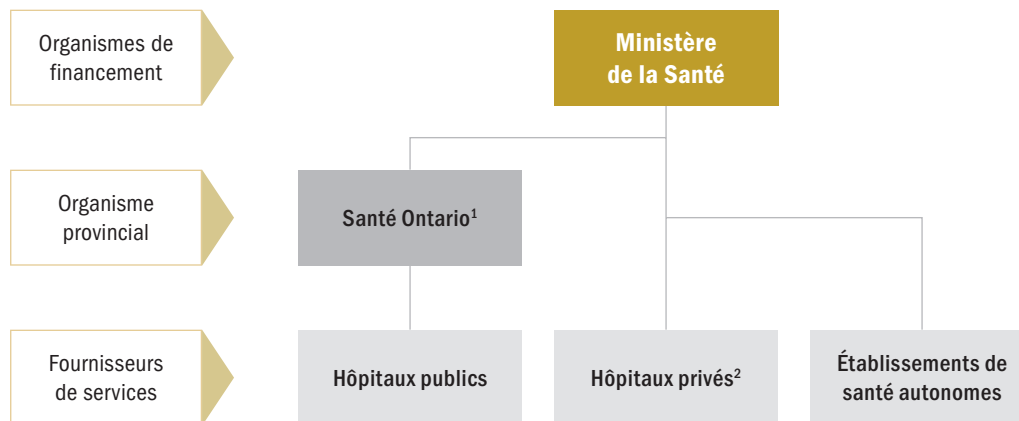 Organismes de
financement
Ministère
de la Santé
Organisme
provincial
Santé Ontario¹
Fournisseurs
de services
Hôpitaux publics
Hôpitaux privés²
Établissements de
santé autonomes